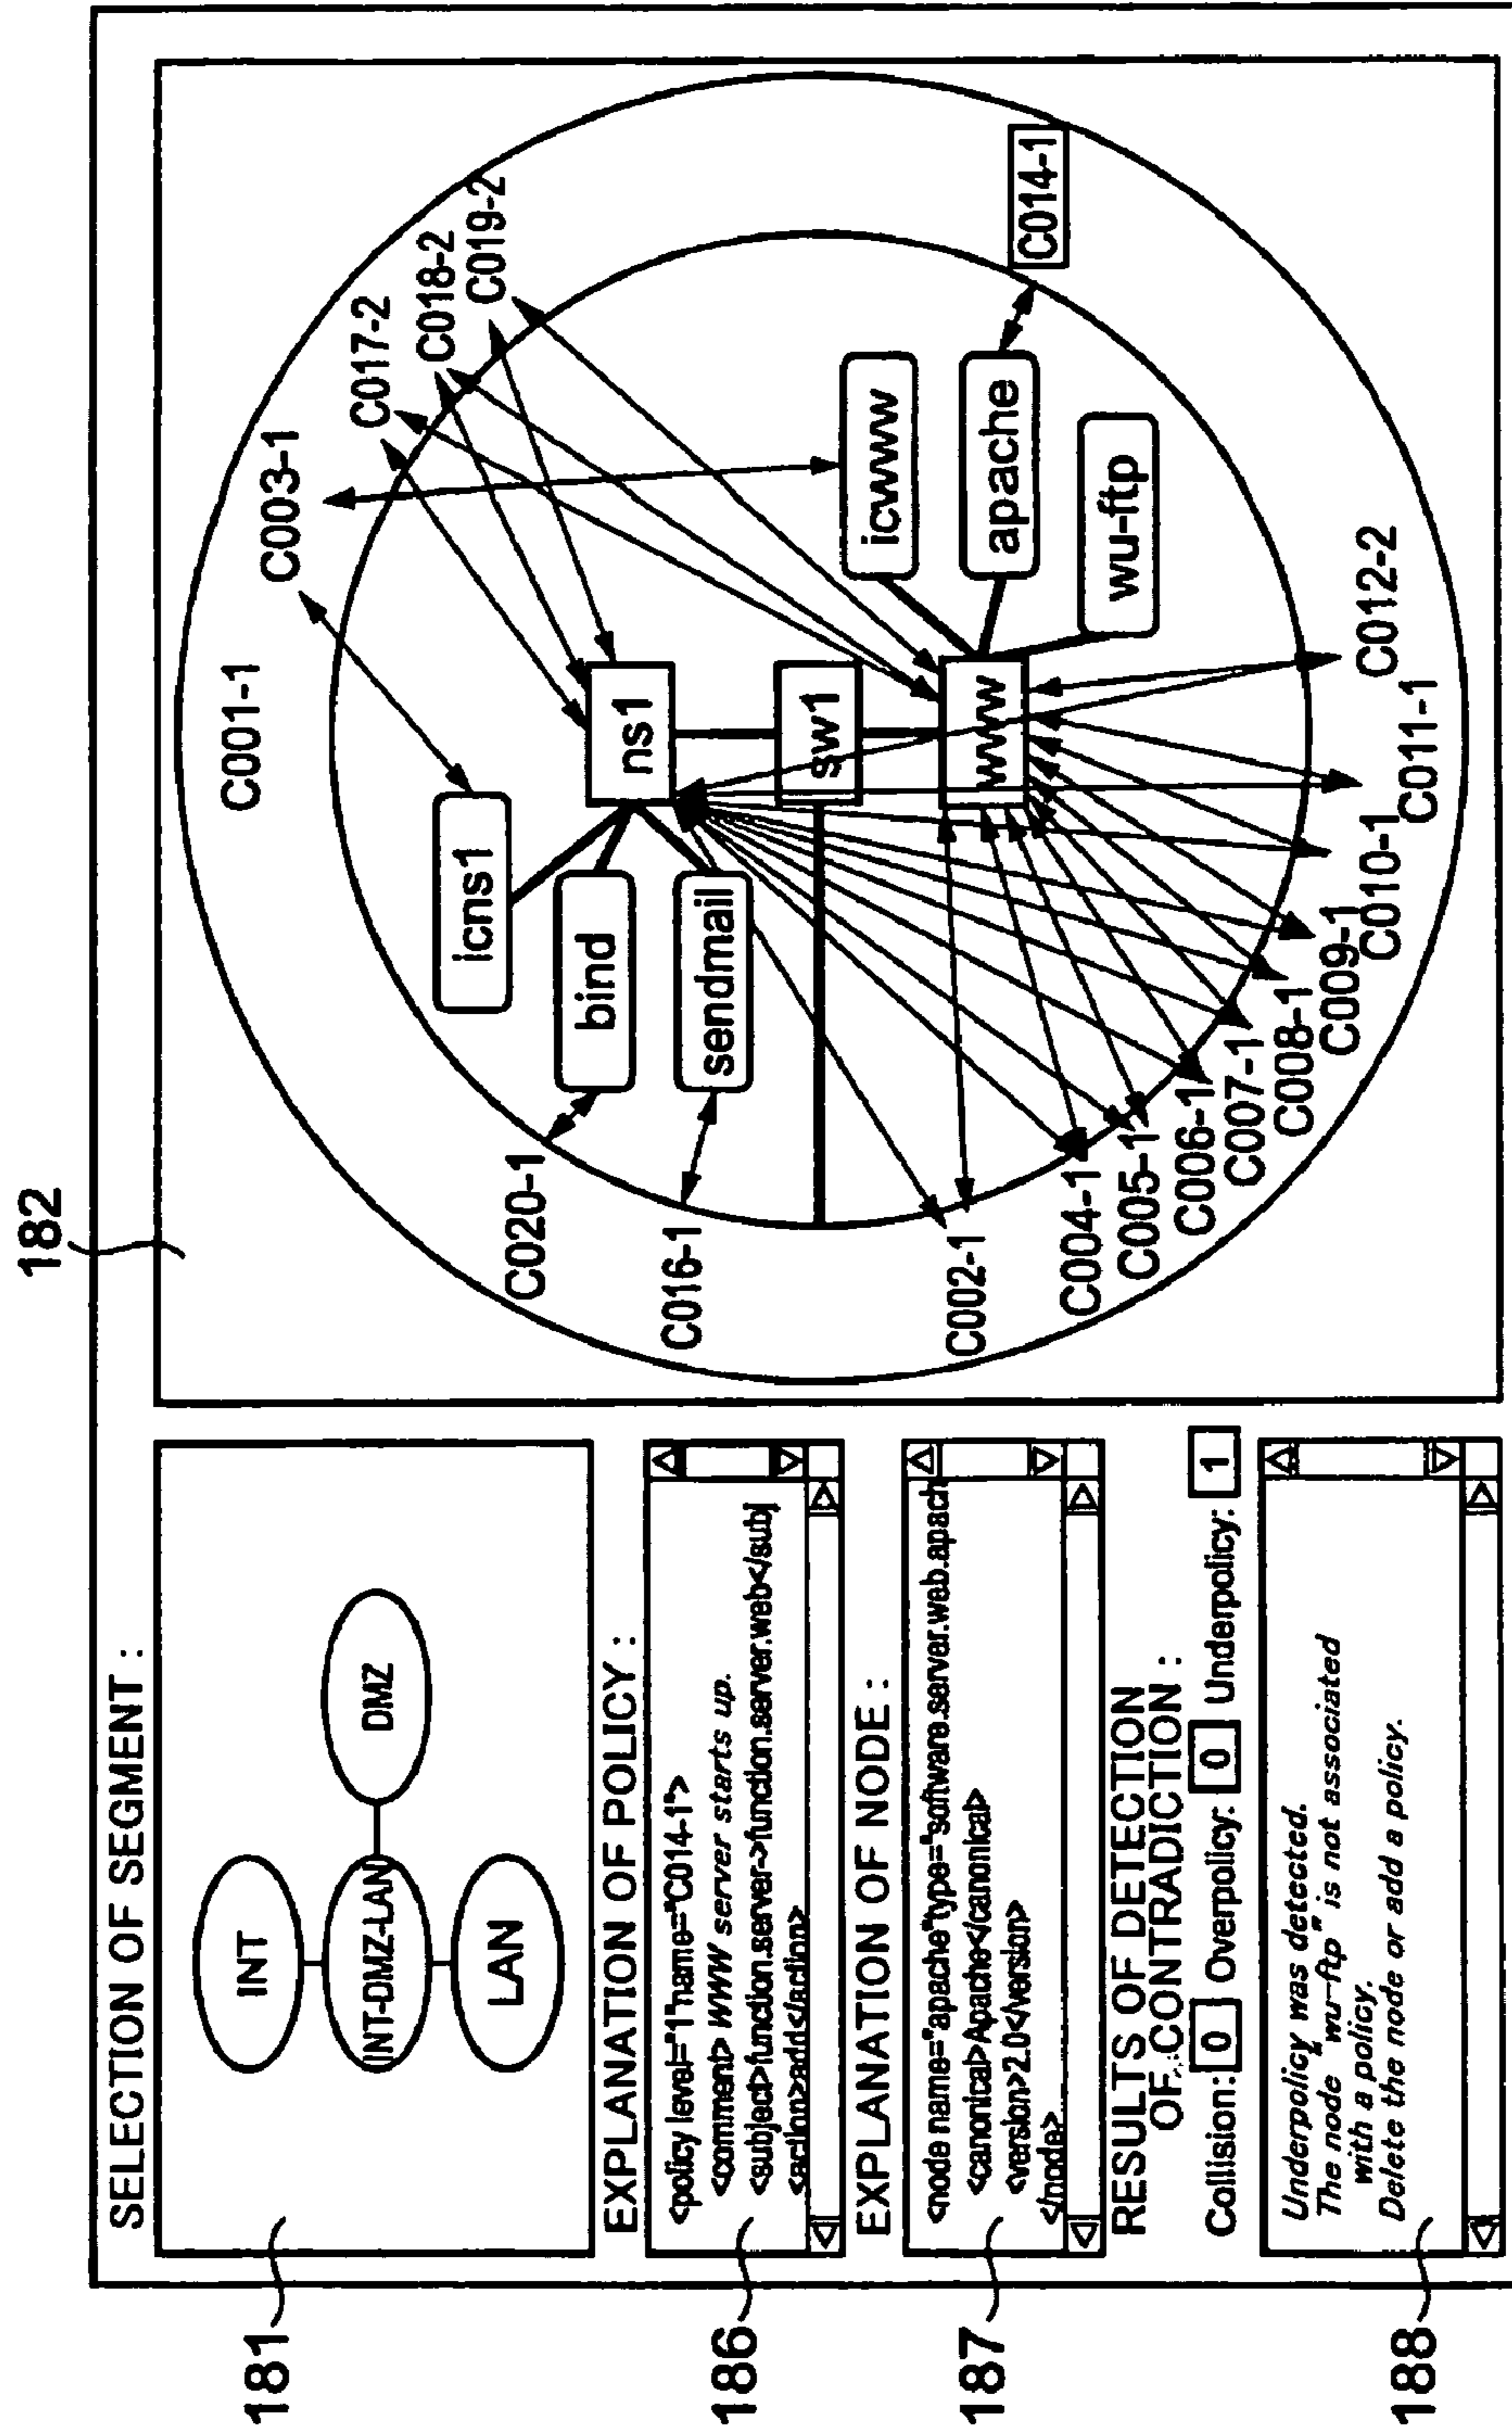 182
SELECTION OF SEGMENT :
INT
INT-DMZ-LAN
DMZ
LAN
181
EXPLANATION OF POLICY :
<policy level="1"name="C014-1">
<comment> WWW server starts up.
<subject>function.server->function.server.web</subj
<action>add</action>
186
EXPLANATION OF NODE :
<node name="apache"type="software.server.web.apach
<canonical>Apache</canonical>
<version>2.0</version>
</node>
187
RESULTS OF DETECTION
OF CONTRADICTION :
Collision: 0 Overpolicy: 0 Underpolicy: 1
Underpolicy was detected.
The node "wu-ftp" is not associated
with a policy.
Delete the node or add a policy.
188
C001-1
C003-1
C017-2
C018-2
C019-2
C014-1
C020-1
C016-1
C002-1
C004-1
C005-1
C006-1
C007-1
C008-1
C009-1
C010-1
C011-1
C012-2
icns1
bind
sendmail
ns1
sw1
www
icwww
apache
wu-ftp